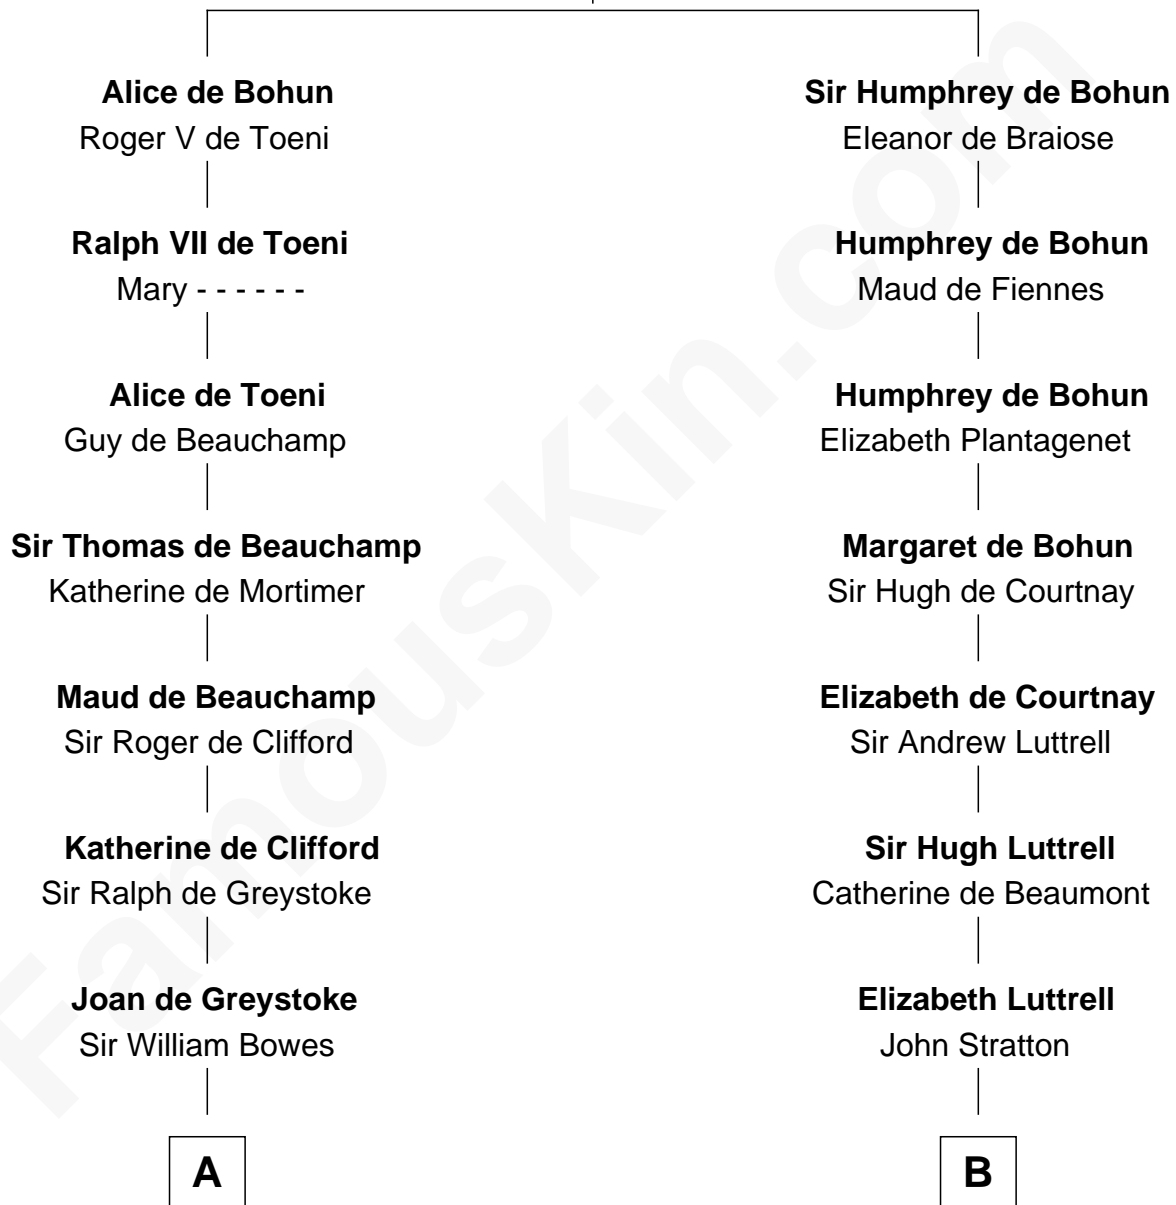 Alice de Bohun
Roger V de Toeni
Ralph VII de Toeni
Mary - - - - - -
Alice de Toeni
Guy de Beauchamp
Sir Thomas de Beauchamp
Katherine de Mortimer
Maud de Beauchamp
Sir Roger de Clifford
Katherine de Clifford
Sir Ralph de Greystoke
Joan de Greystoke
Sir William Bowes
A
Sir Humphrey de Bohun
Eleanor de Braiose
Humphrey de Bohun
Maud de Fiennes
Humphrey de Bohun
Elizabeth Plantagenet
Margaret de Bohun
Sir Hugh de Courtnay
Elizabeth de Courtnay
Sir Andrew Luttrell
Sir Hugh Luttrell
Catherine de Beaumont
Elizabeth Luttrell
John Stratton
B
FamousKin.com